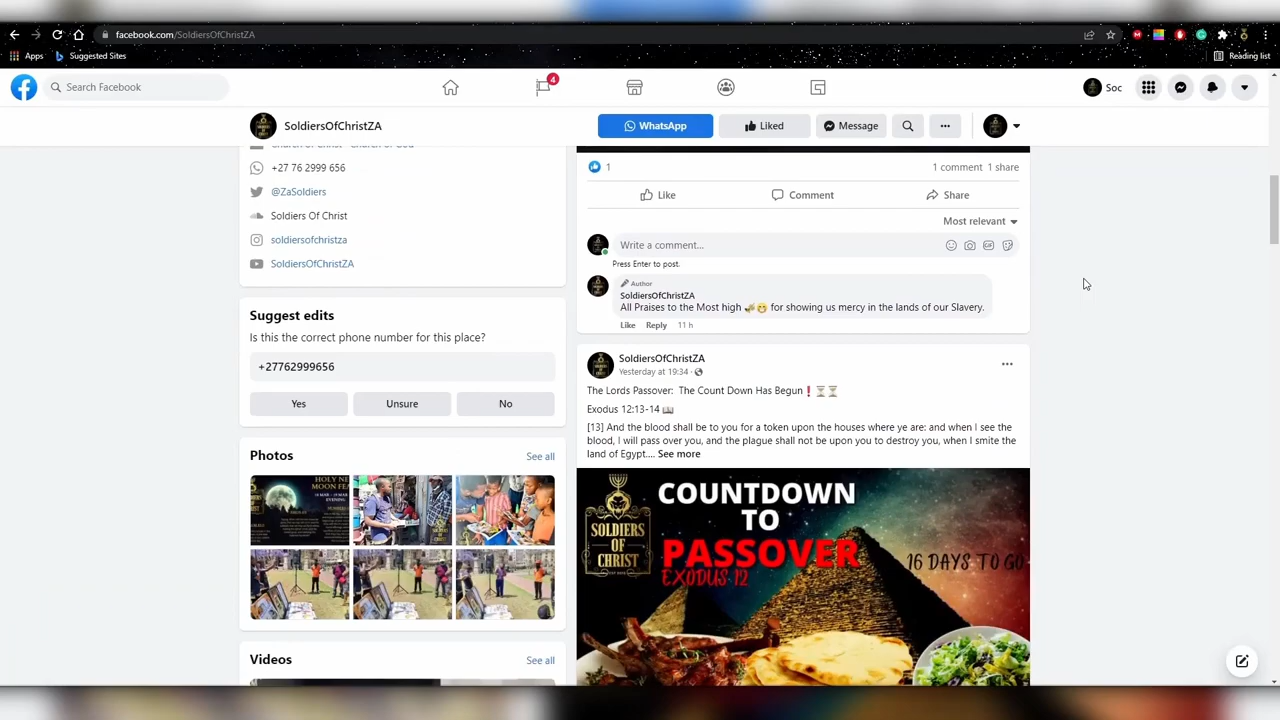 facebook.com/SoldiersOfChristZA
Apps
Suggested Sites
Reading list
Search Facebook
4
Soc
SoldiersOfChristZA
WhatsApp
Liked
Message
+27 76 2999 656
@ZaSoldiers
Soldiers Of Christ
soldiersofchristza
SoldiersOfChristZA
Suggest edits
Is this the correct phone number for this place?
+27762999656
Yes
Unsure
No
Photos
See all
HOLY NE
MOON FEA
Videos
See all
1
1 comment 1 share
Like
Comment
Share
Most relevant
Write a comment...
Press Enter to post.
Author
SoldiersOfChristZA
All Praises to the Most high 🎺😁 for showing us mercy in the lands of our Slavery.
Like Reply 11 h
SoldiersOfChristZA
Yesterday at 19:34 ·
The Lords Passover: The Count Down Has Begun❗⏳⏳
Exodus 12:13-14 📖
[13] And the blood shall be to you for a token upon the houses where ye are: and when I see the
blood, I will pass over you, and the plague shall not be upon you to destroy you, when I smite the
land of Egypt.... See more
SOLDIERS
OF
CHRIST
COUNTDOWN
TO
PASSOVER
EXODUS 12
16 DAYS TO GO